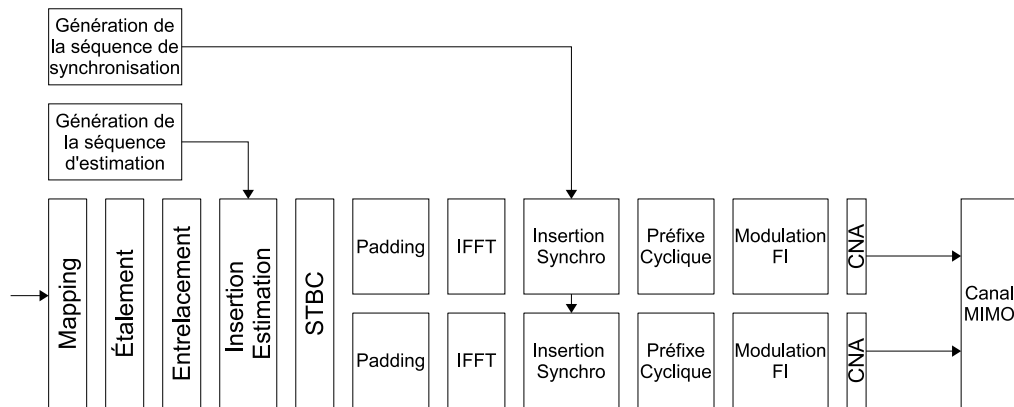 Génération de
la séquence de
synchronisation
Génération de
la séquence
d'estimation
Mapping
Étalement
Entrelacement
Insertion
Estimation
STBC
Padding
IFFT
Insertion
Synchro
Préfixe
Cyclique
Modulation
FI
CNA
Padding
IFFT
Insertion
Synchro
Préfixe
Cyclique
Modulation
FI
CNA
Canal
MIMO